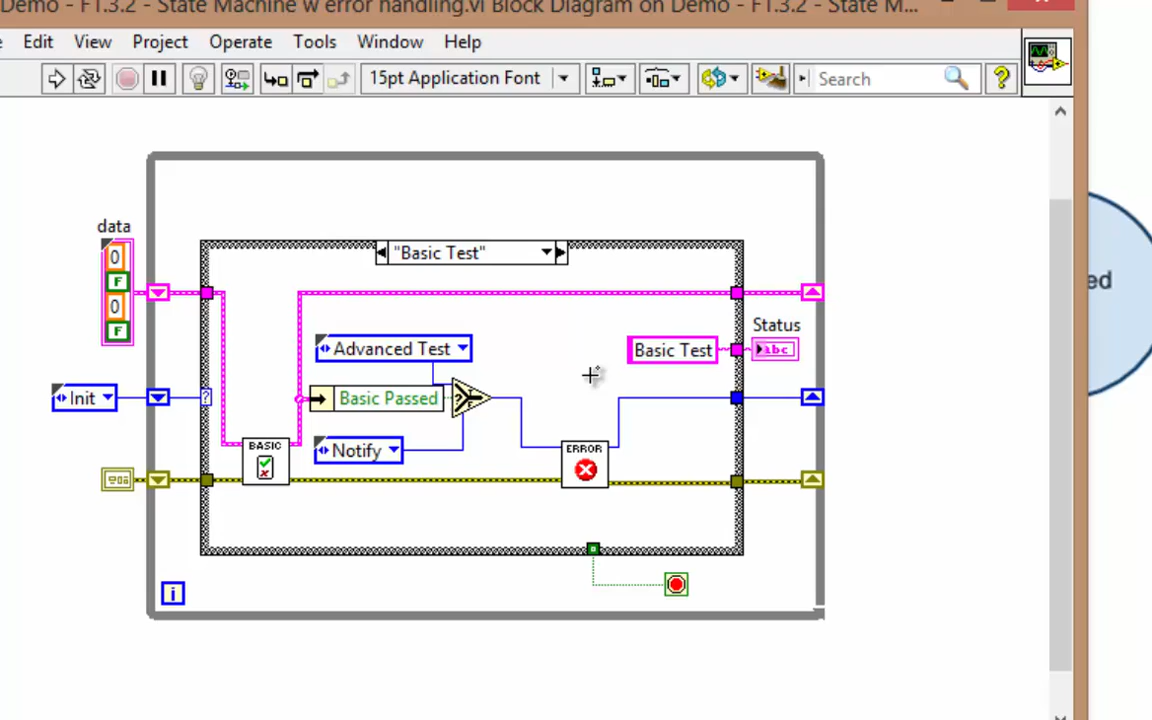 Demo - F1.3.2 - State Machine w error handling.vi Block Diagram on Demo - F1.3.2 - State M...
Edit View Project Operate Tools Window Help
15pt Application Font Search ?
data
0
F
0
F
"Basic Test"
ed
Status
Advanced Test
Basic Test
abc
Init
?
Basic Passed
?
BASIC
Notify
ERROR
i